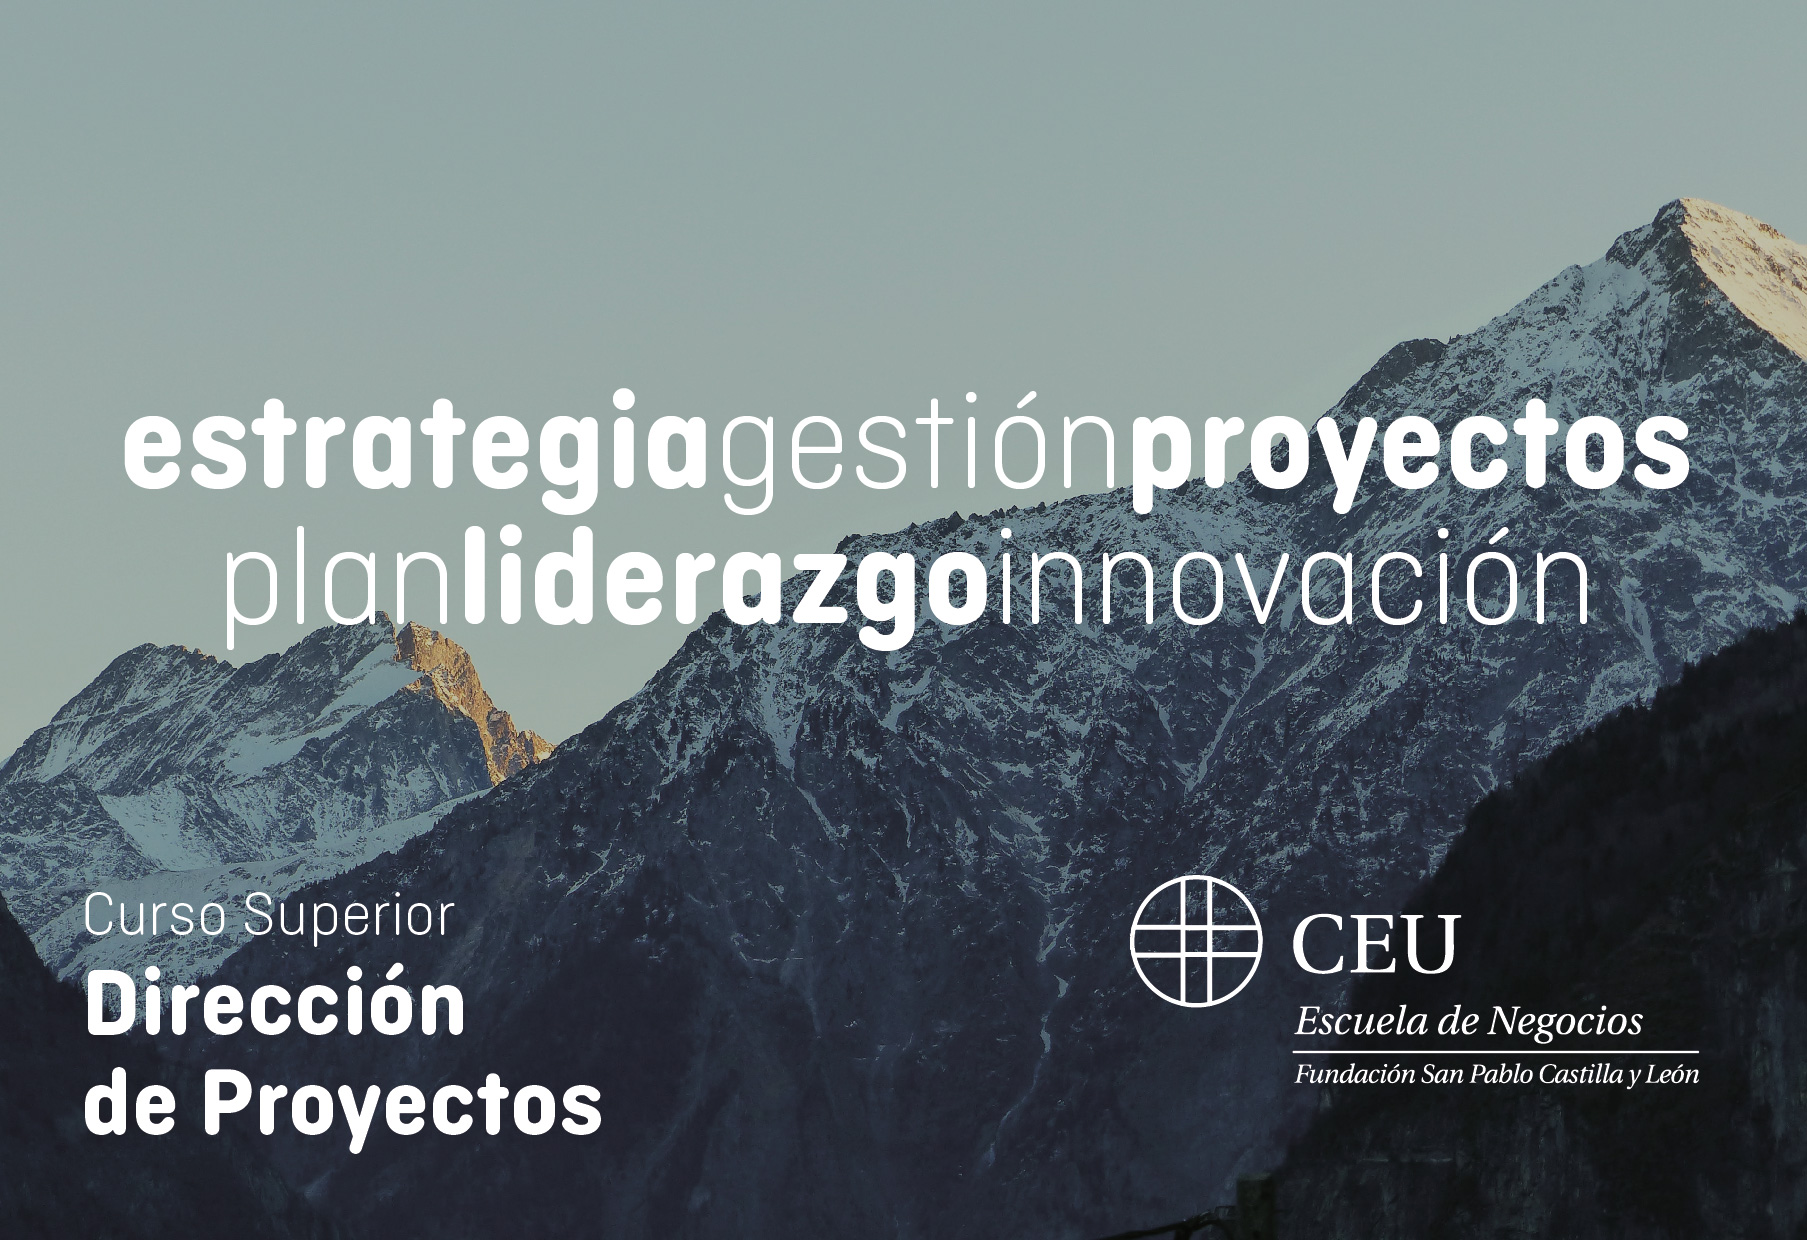 estrategiagestiónproyectos
planliderazgoinnovación
Curso Superior
Dirección
de Proyectos
CEU
Escuela de Negocios
Fundación San Pablo Castilla y León